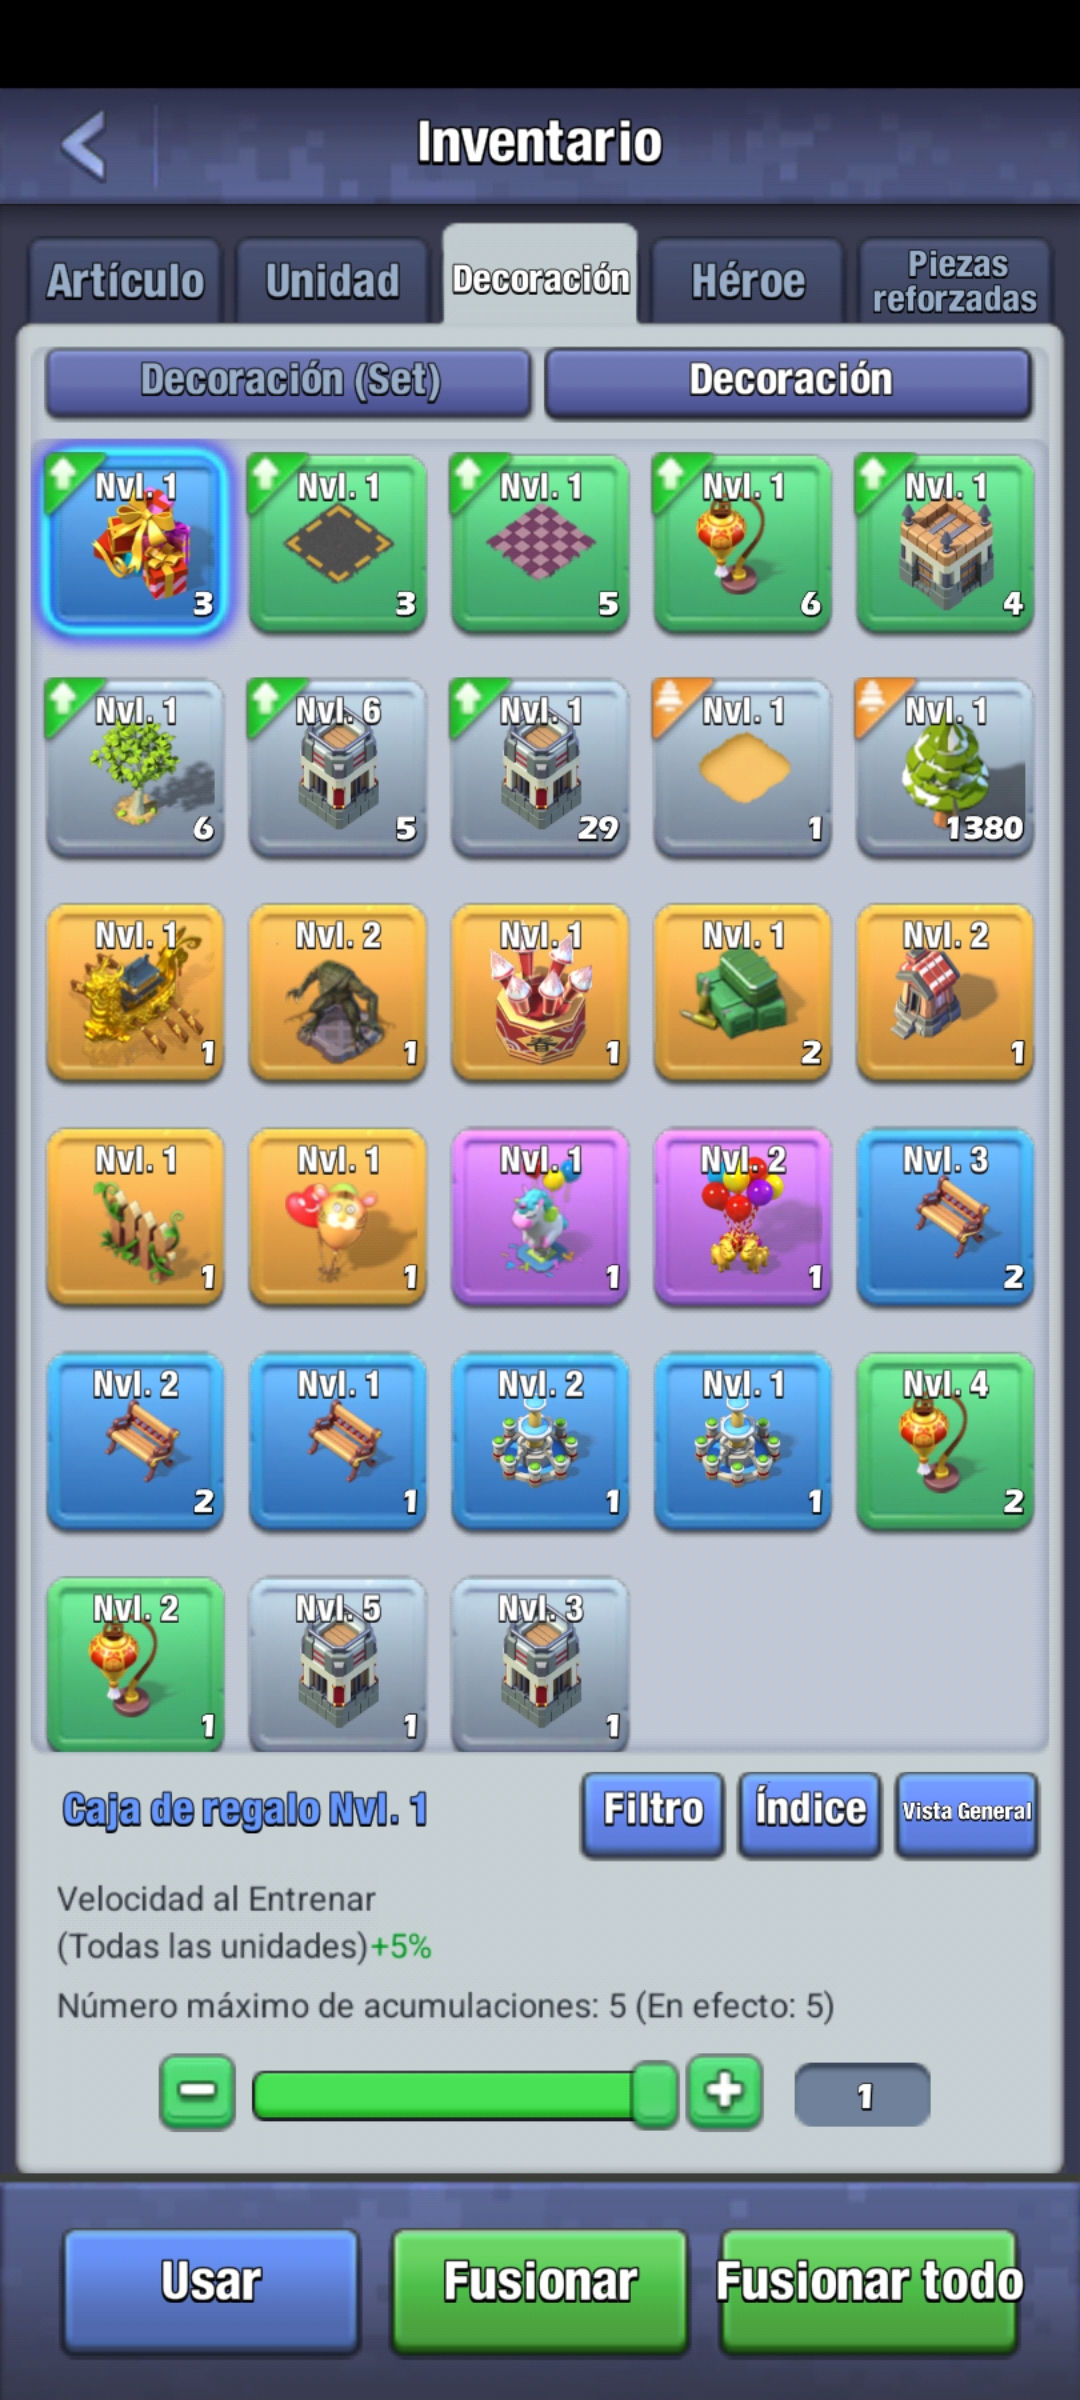 Inventario
Artículo
Unidad
Decoración
Héroe
Piezas
reforzadas
Decoración (Set)
Decoración
Nvl. 1
3
Nvl. 1
3
Nvl. 1
5
Nvl. 1
6
Nvl. 1
4
Nvl. 1
6
Nvl. 6
5
Nvl. 1
29
Nvl. 1
1
Nvl. 1
1380
Nvl. 1
1
Nvl. 2
1
Nvl. 1
春
1
Nvl. 1
2
Nvl. 2
1
Nvl. 1
1
Nvl. 1
1
Nvl. 1
1
Nvl. 2
1
Nvl. 3
2
Nvl. 2
2
Nvl. 1
1
Nvl. 2
1
Nvl. 1
1
Nvl. 4
2
Nvl. 2
1
Nvl. 5
1
Nvl. 3
1
Caja de regalo Nvl. 1
Filtro
Índice
Vista General
Velocidad al Entrenar
(Todas las unidades)+5%
Número máximo de acumulaciones: 5 (En efecto: 5)
1
Usar
Fusionar
Fusionar todo